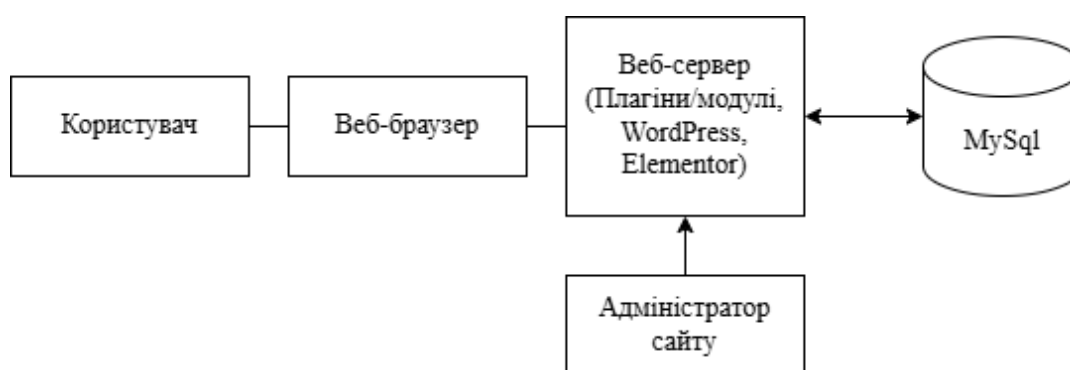 Користувач
Веб-браузер
Веб-сервер
(Плагіни/модулі,
WordPress,
Elementor)
MySql
Адміністратор
сайту